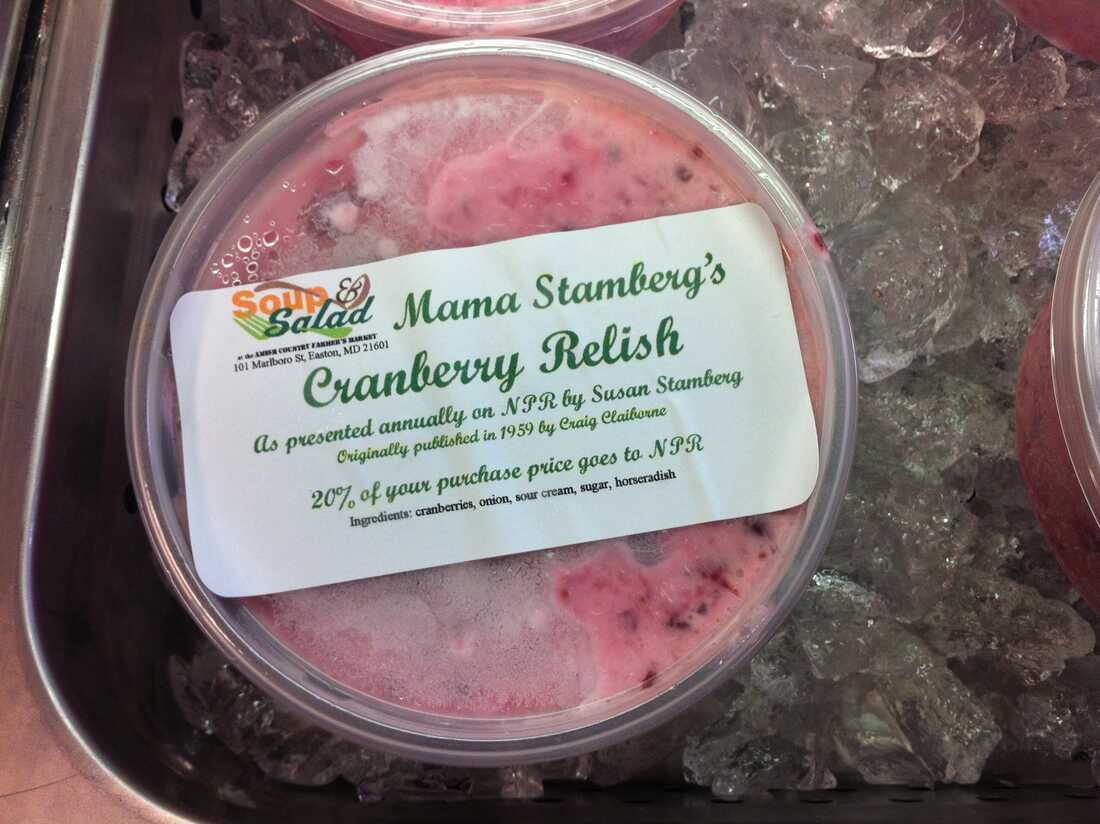 Soup &
Salad
at the AMISH COUNTRY FARMER'S MARKET
101 Marlboro St, Easton, MD 21601
Mama Stamberg's
Cranberry Relish
As presented annually on NPR by Susan Stamberg
Originally published in 1959 by Craig Claiborne
20% of your purchase price goes to NPR
Ingredients: cranberries, onion, sour cream, sugar, horseradish